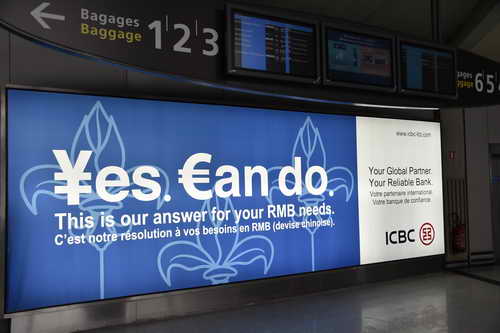 Bagages
Baggage
1 2 3
Bagages
Baggage
6 5
¥es. €an do.
This is our answer for your RMB needs.
C'est notre résolution à vos besoins en RMB (devise chinoise).
www.icbc-ltd.com
Your Global Partner.
Your Reliable Bank.
Votre partenaire international
Votre banque de confiance.
ICBC